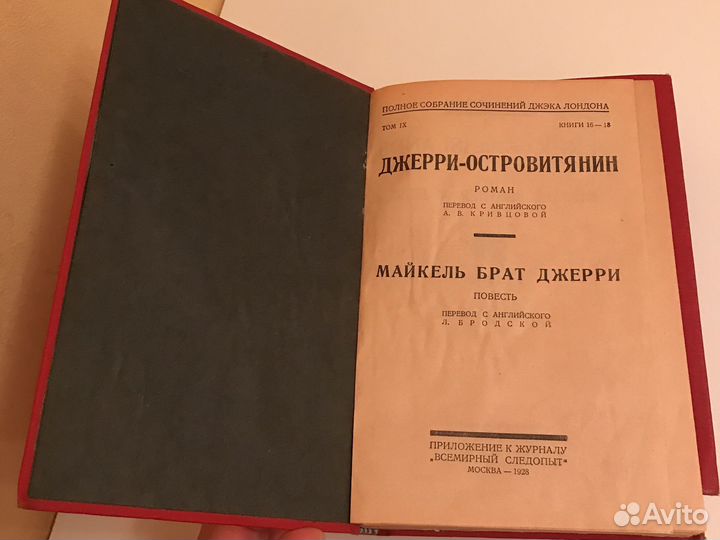 ПОЛНОЕ СОБРАНИЕ СОЧИНЕНИЙ ДЖЭКА ЛОНДОНА
ТОМ IX КНИГИ 16—18
ДЖЕРРИ-ОСТРОВИТЯНИН
РОМАН
ПЕРЕВОД С АНГЛИЙСКОГО
А. В. КРИВЦОВОЙ
МАЙКЕЛЬ БРАТ ДЖЕРРИ
ПОВЕСТЬ
ПЕРЕВОД С АНГЛИЙСКОГО
Л. БРОДСКОЙ
ПРИЛОЖЕНИЕ К ЖУРНАЛУ
„ВСЕМИРНЫЙ СЛЕДОПЫТ"
МОСКВА — 1928
Avito